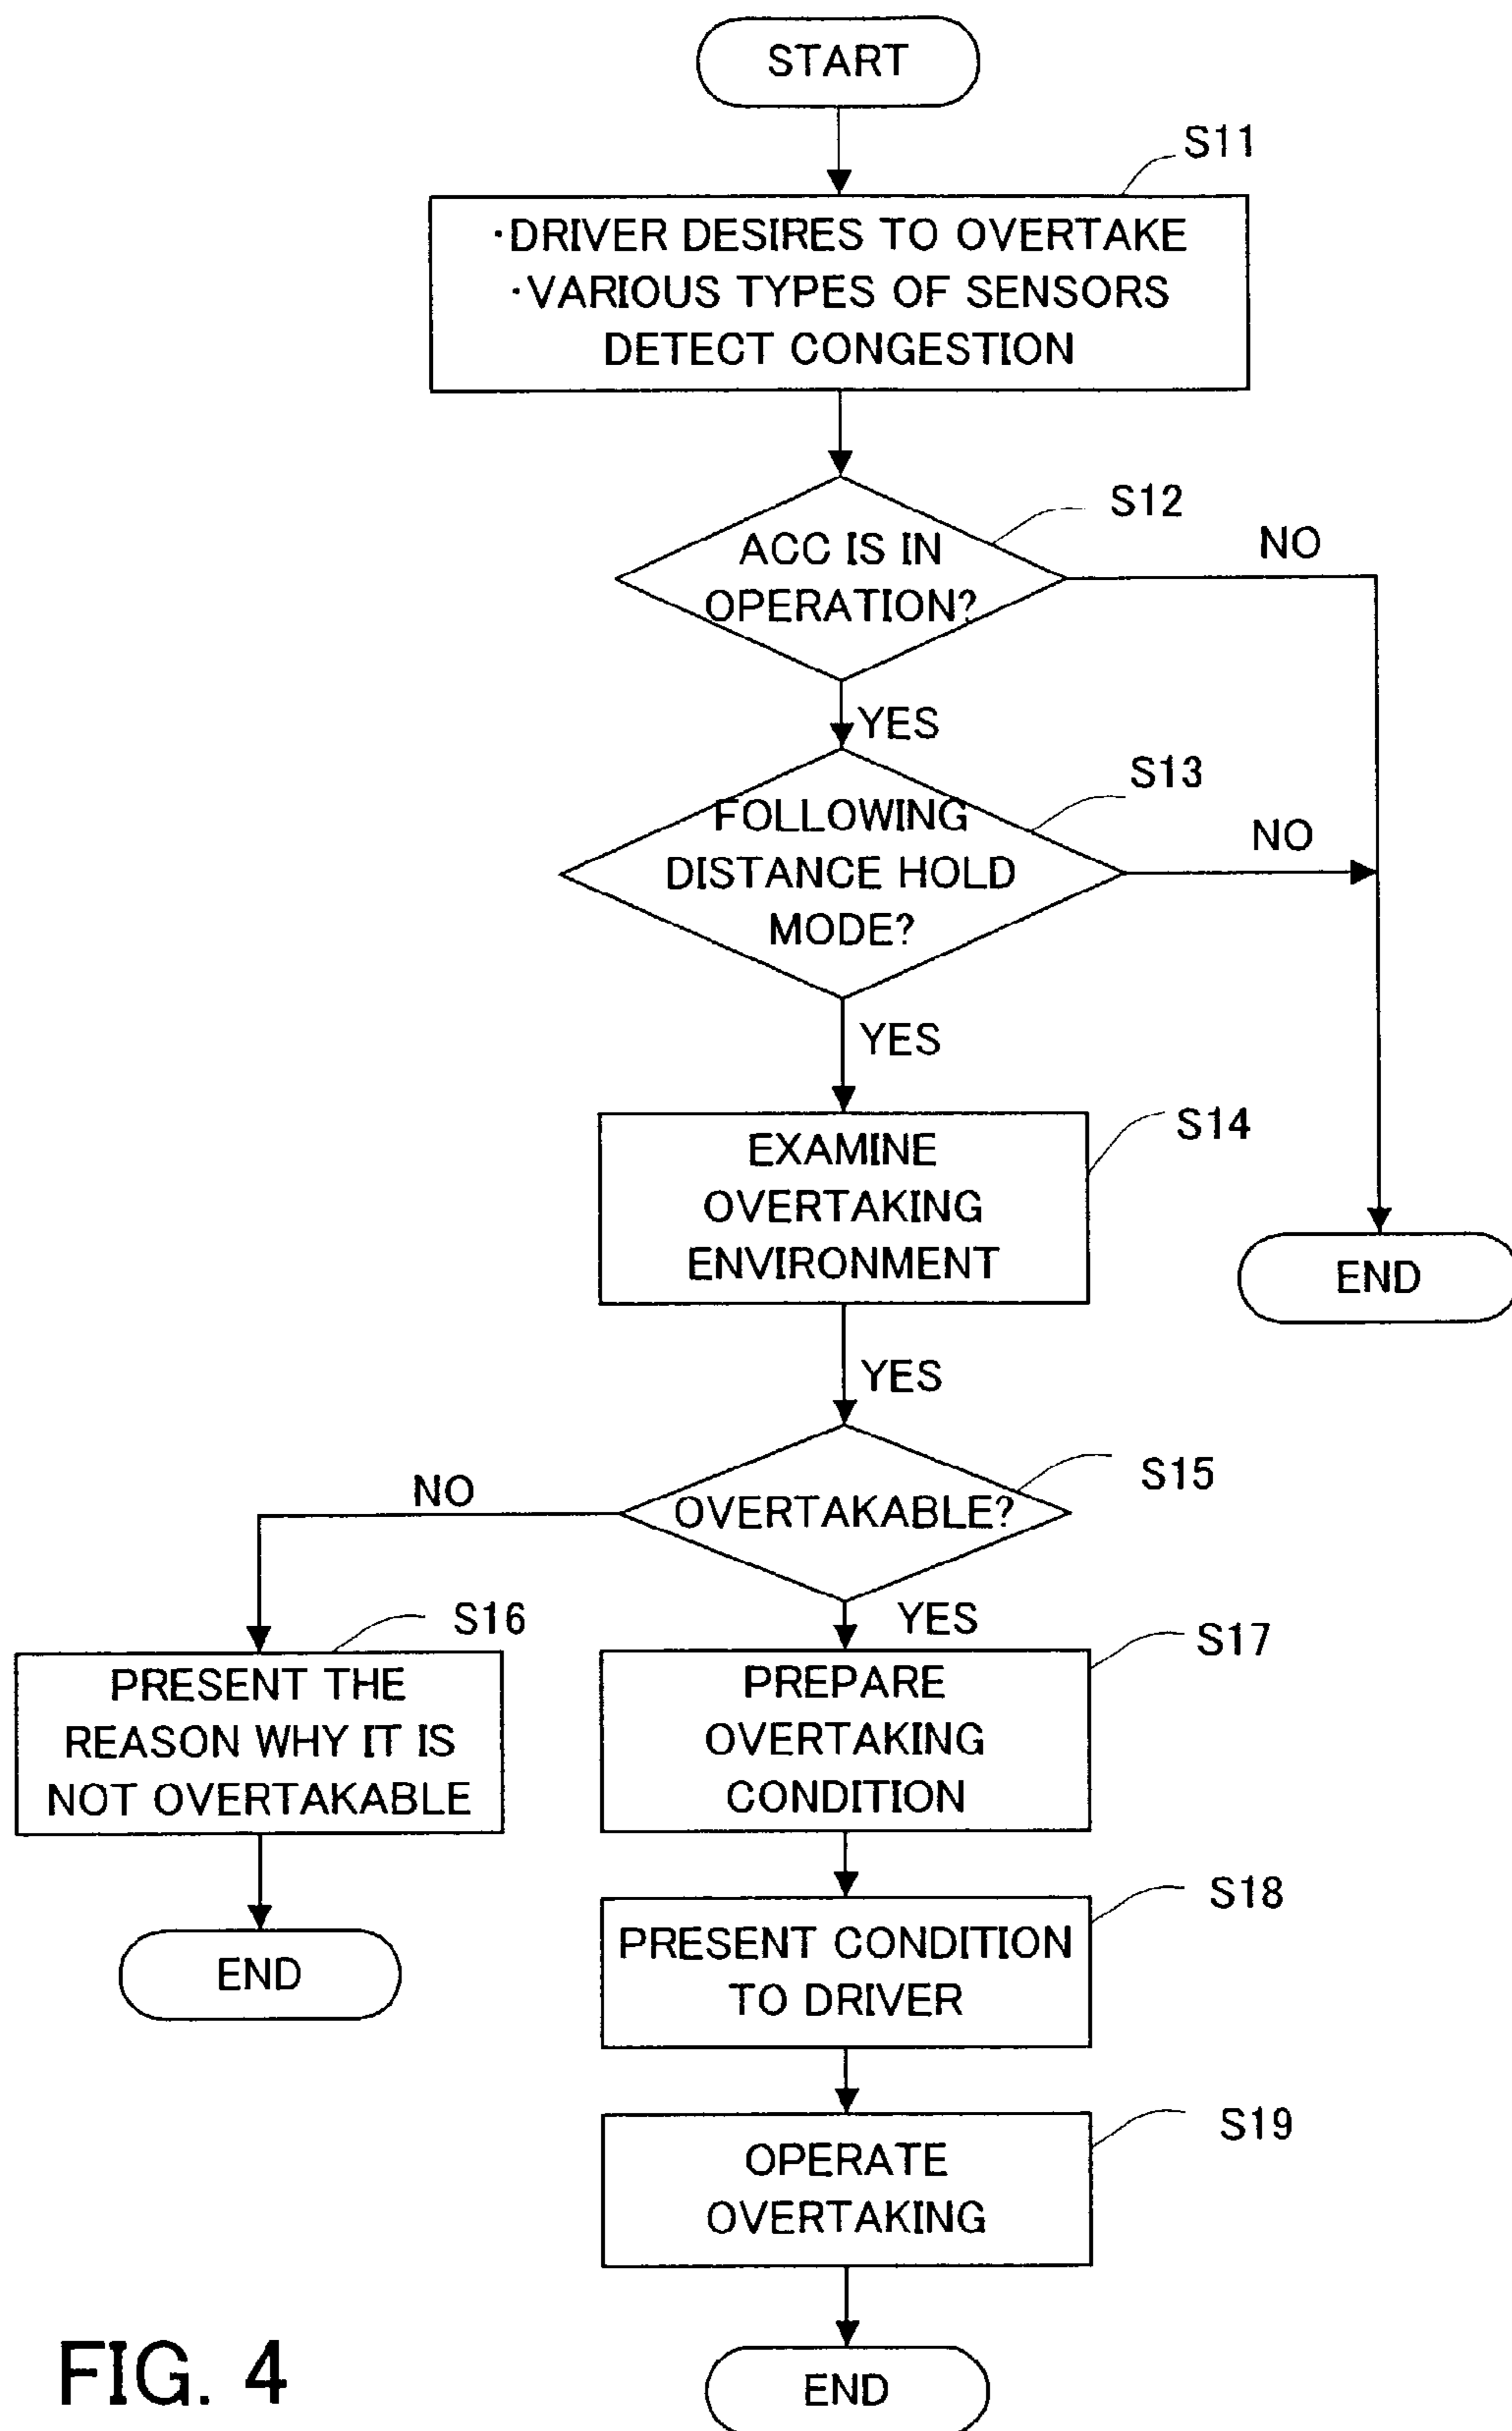 START
S11
·DRIVER DESIRES TO OVERTAKE
·VARIOUS TYPES OF SENSORS
DETECT CONGESTION
S12
ACC IS IN
OPERATION?
NO
YES
S13
FOLLOWING
DISTANCE HOLD
MODE?
NO
YES
S14
EXAMINE
OVERTAKING
ENVIRONMENT
END
YES
S15
OVERTAKABLE?
NO
YES
S16
PRESENT THE
REASON WHY IT IS
NOT OVERTAKABLE
END
S17
PREPARE
OVERTAKING
CONDITION
S18
PRESENT CONDITION
TO DRIVER
S19
OPERATE
OVERTAKING
END
FIG. 4